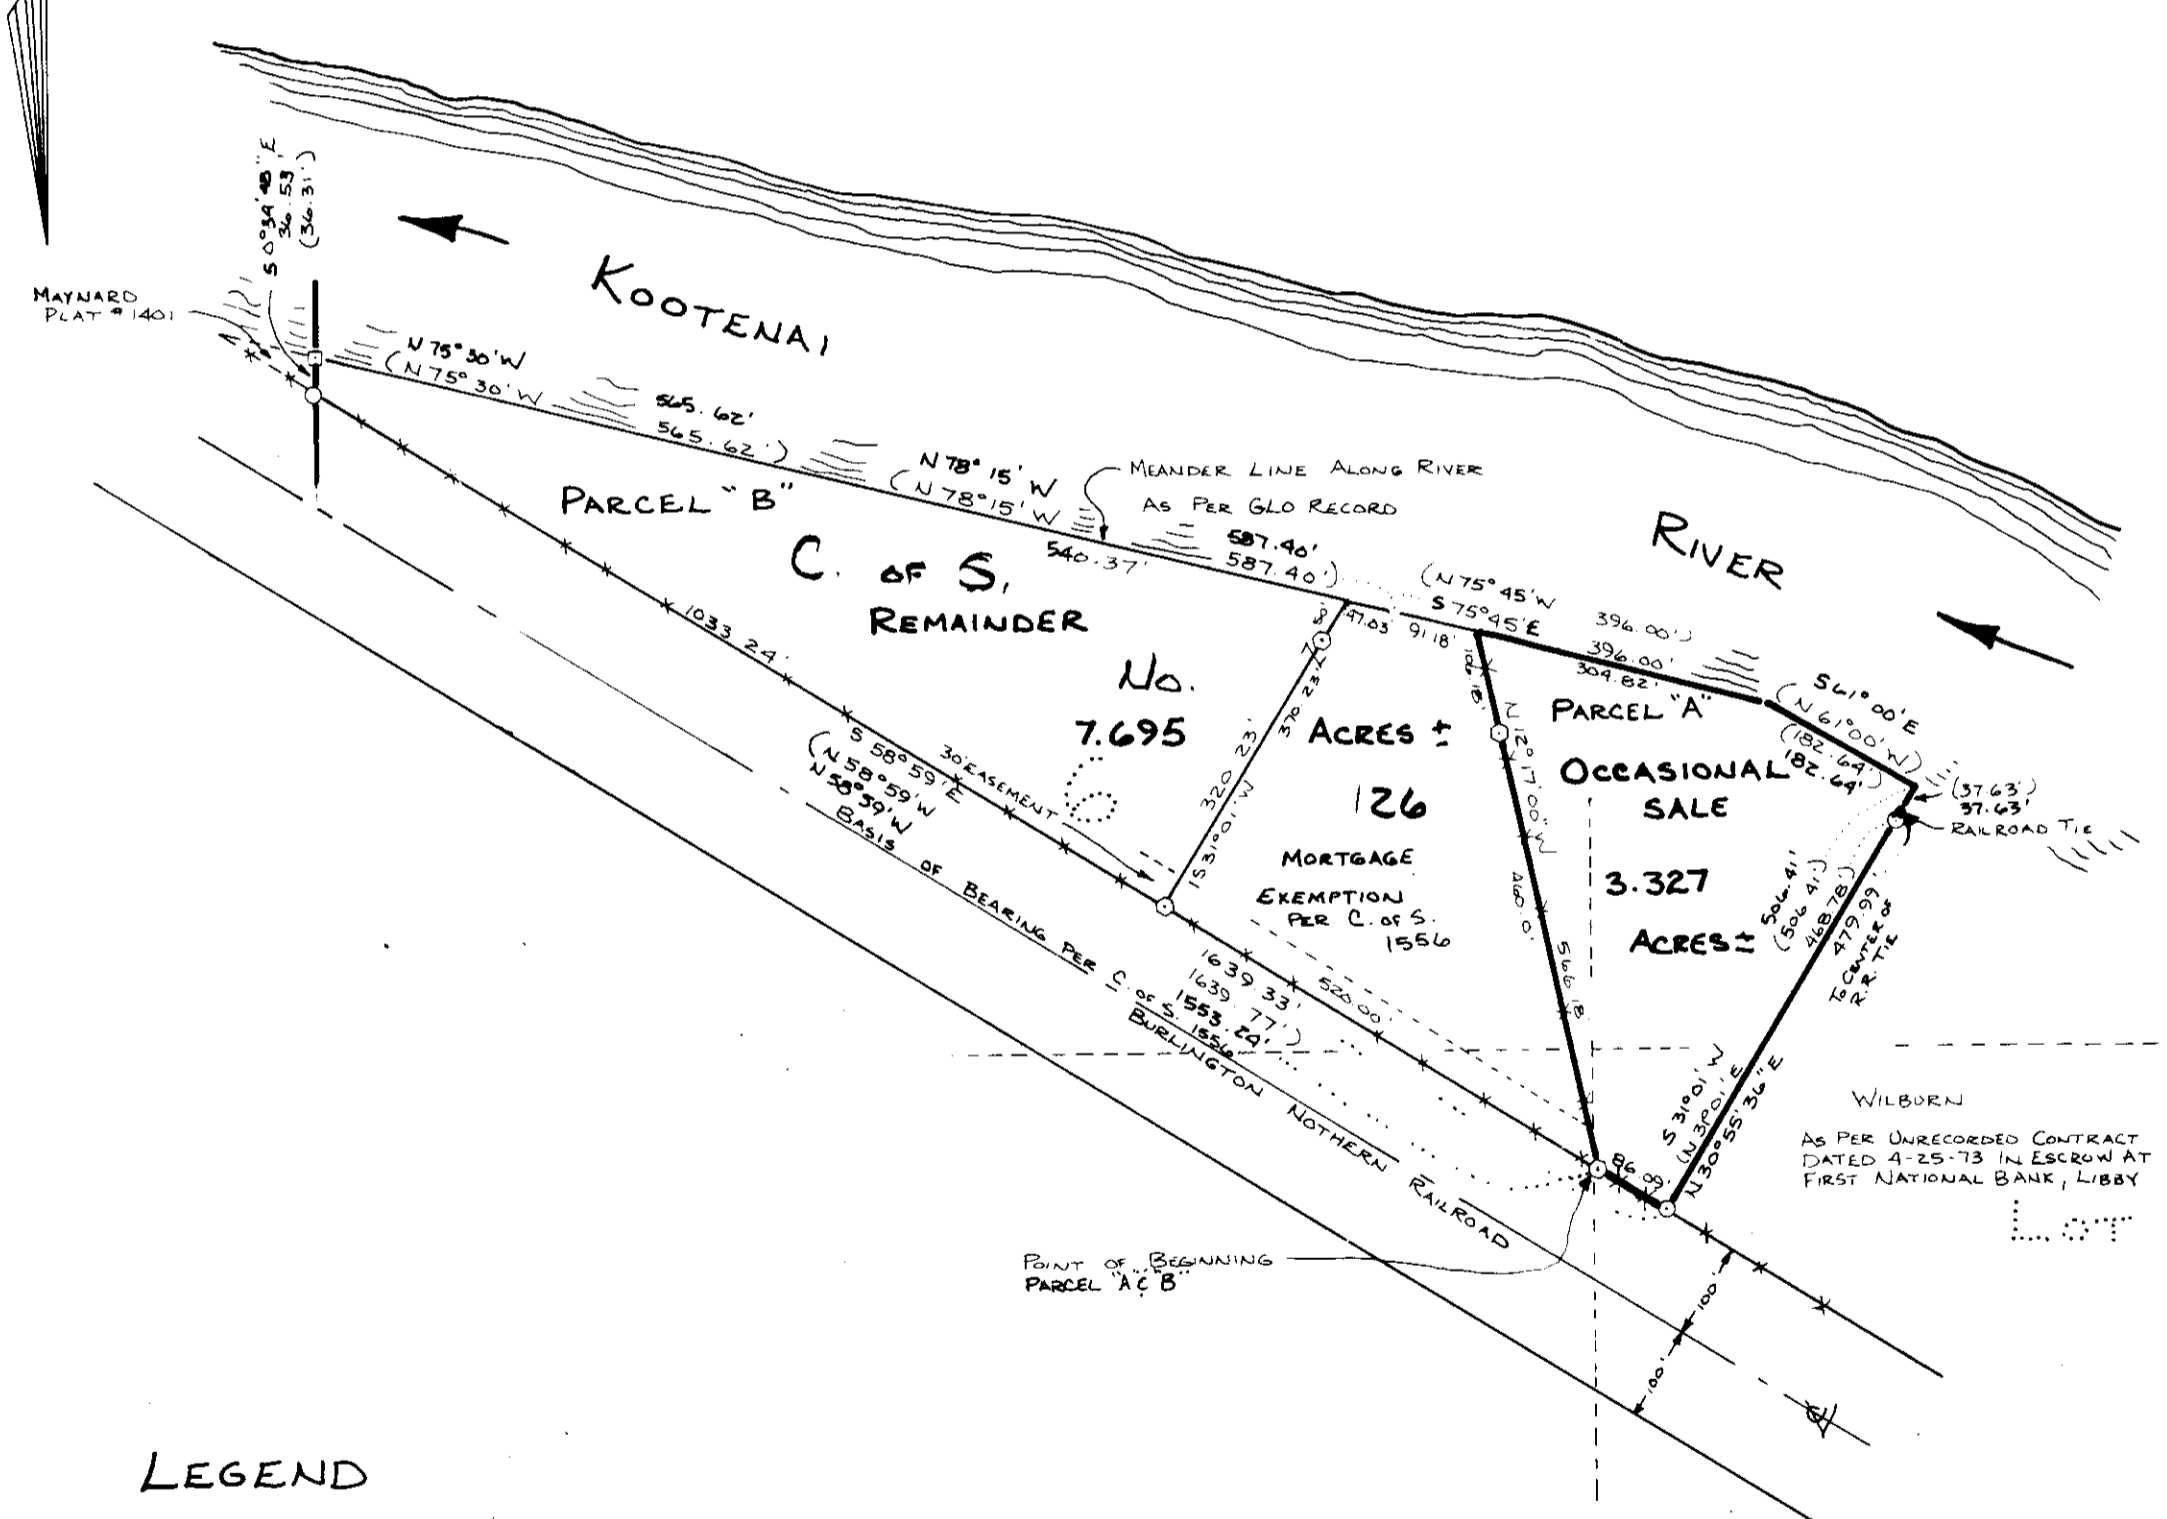 S 0°34'48" E
36.53'
(36.31')
MAYNARD
PLAT #1401
KOOTENAI
RIVER
N 75°30'W
(N 75°30'W
565.62'
565.62')
N 78°15'W
(N 78°15'W
MEANDER LINE ALONG RIVER
AS PER GLO RECORD
587.40'
587.40')
540.37'
47.03'
91.18'
(N 75°45'W
S 75°45'E
396.00')
396.00'
304.82'
S 61°00'E
(N 61°00'W)
(182.64')
182.64'
(37.63')
37.63'
RAILROAD TIE
PARCEL "B"
C. OF S.
REMAINDER
No.
7.695
ACRES ±
126
MORTGAGE
EXEMPTION
PER C. OF S.
1556
PARCEL "A"
OCCASIONAL
SALE
3.327
ACRES ±
1033.24'
S 58°59'E
(N 58°59'W
N 58°59'W
BASIS OF BEARING PER C. OF S. 1556
30' EASEMENT
6
320.23'
370.23'
S 31°01'W
106.18'
N 12°17'00"W
460.0'
566.18'
506.41'
(506.41')
468.78')
479.99'
TO CENTER OF
R.R. TIE
S 31°01'W
(N 31°01'E
N 30°55'36"E
1639.33'
1639.77')
1553.24'
520.00'
86.09'
BURLINGTON NOTHERN RAILROAD
WILBURN
AS PER UNRECORDED CONTRACT
DATED 4-25-73 IN ESCROW AT
FIRST NATIONAL BANK, LIBBY
LOT
POINT OF BEGINNING
PARCEL "A & B"
100'
100'
LEGEND